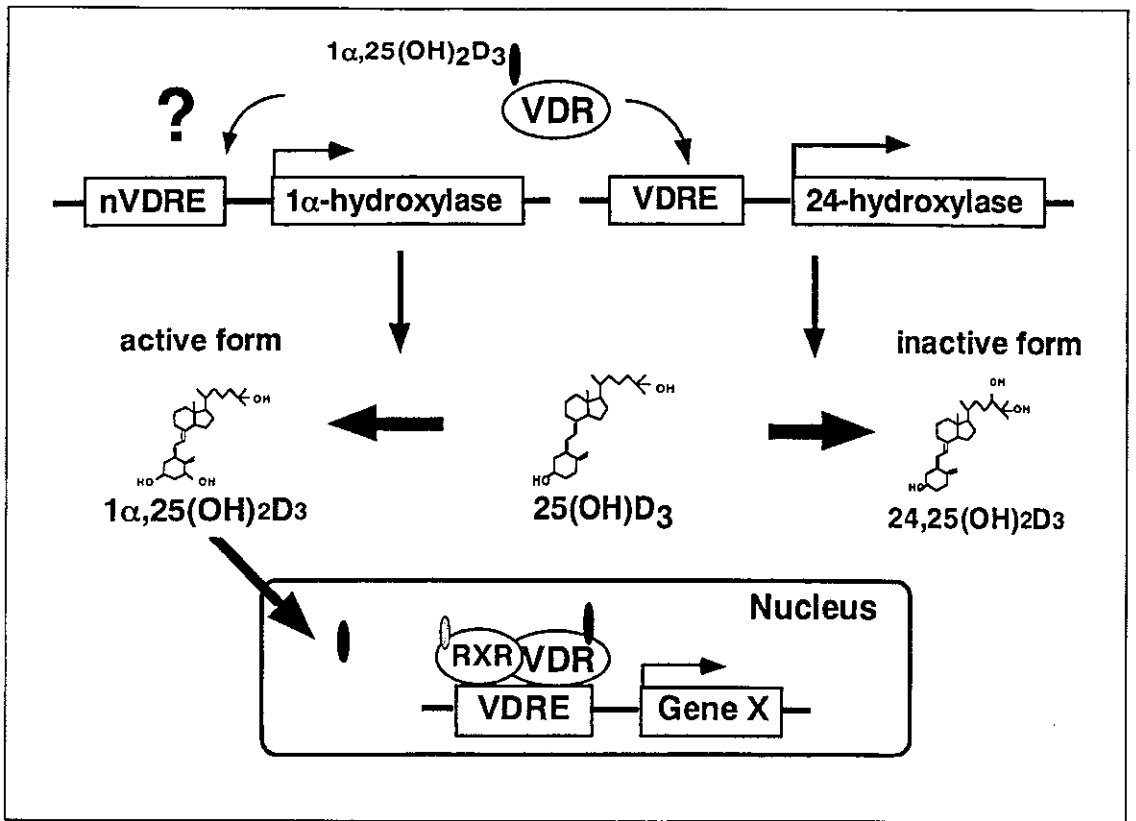 1α,25(OH)2D3
VDR
?
nVDRE
1α-hydroxylase
VDRE
24-hydroxylase
active form
inactive form
OH
HO
OH
1α,25(OH)2D3
OH
HO
25(OH)D3
OH
OH
HO
24,25(OH)2D3
Nucleus
RXR
VDR
VDRE
Gene X